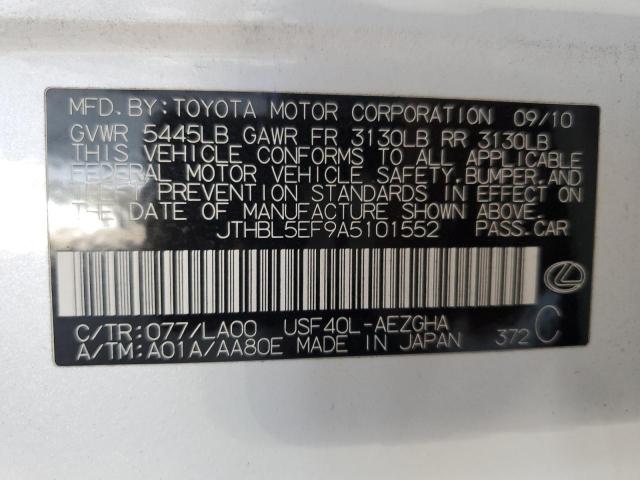 MFD. BY: TOYOTA MOTOR CORPORATION 09/10
GVWR 5445LB GAWR FR 3130LB RR 3130LB
THIS VEHICLE CONFORMS TO ALL APPLICABLE
FEDERAL MOTOR VEHICLE SAFETY, BUMPER, AND
THEFT PREVENTION STANDARDS IN EFFECT ON
THE DATE OF MANUFACTURE SHOWN ABOVE.
JTHBL5EF9A5101552 PASS. CAR
C/TR: 077/LA00 USF40L-AEZGHA
A/TM: A01A/AA80E MADE IN JAPAN 372 C